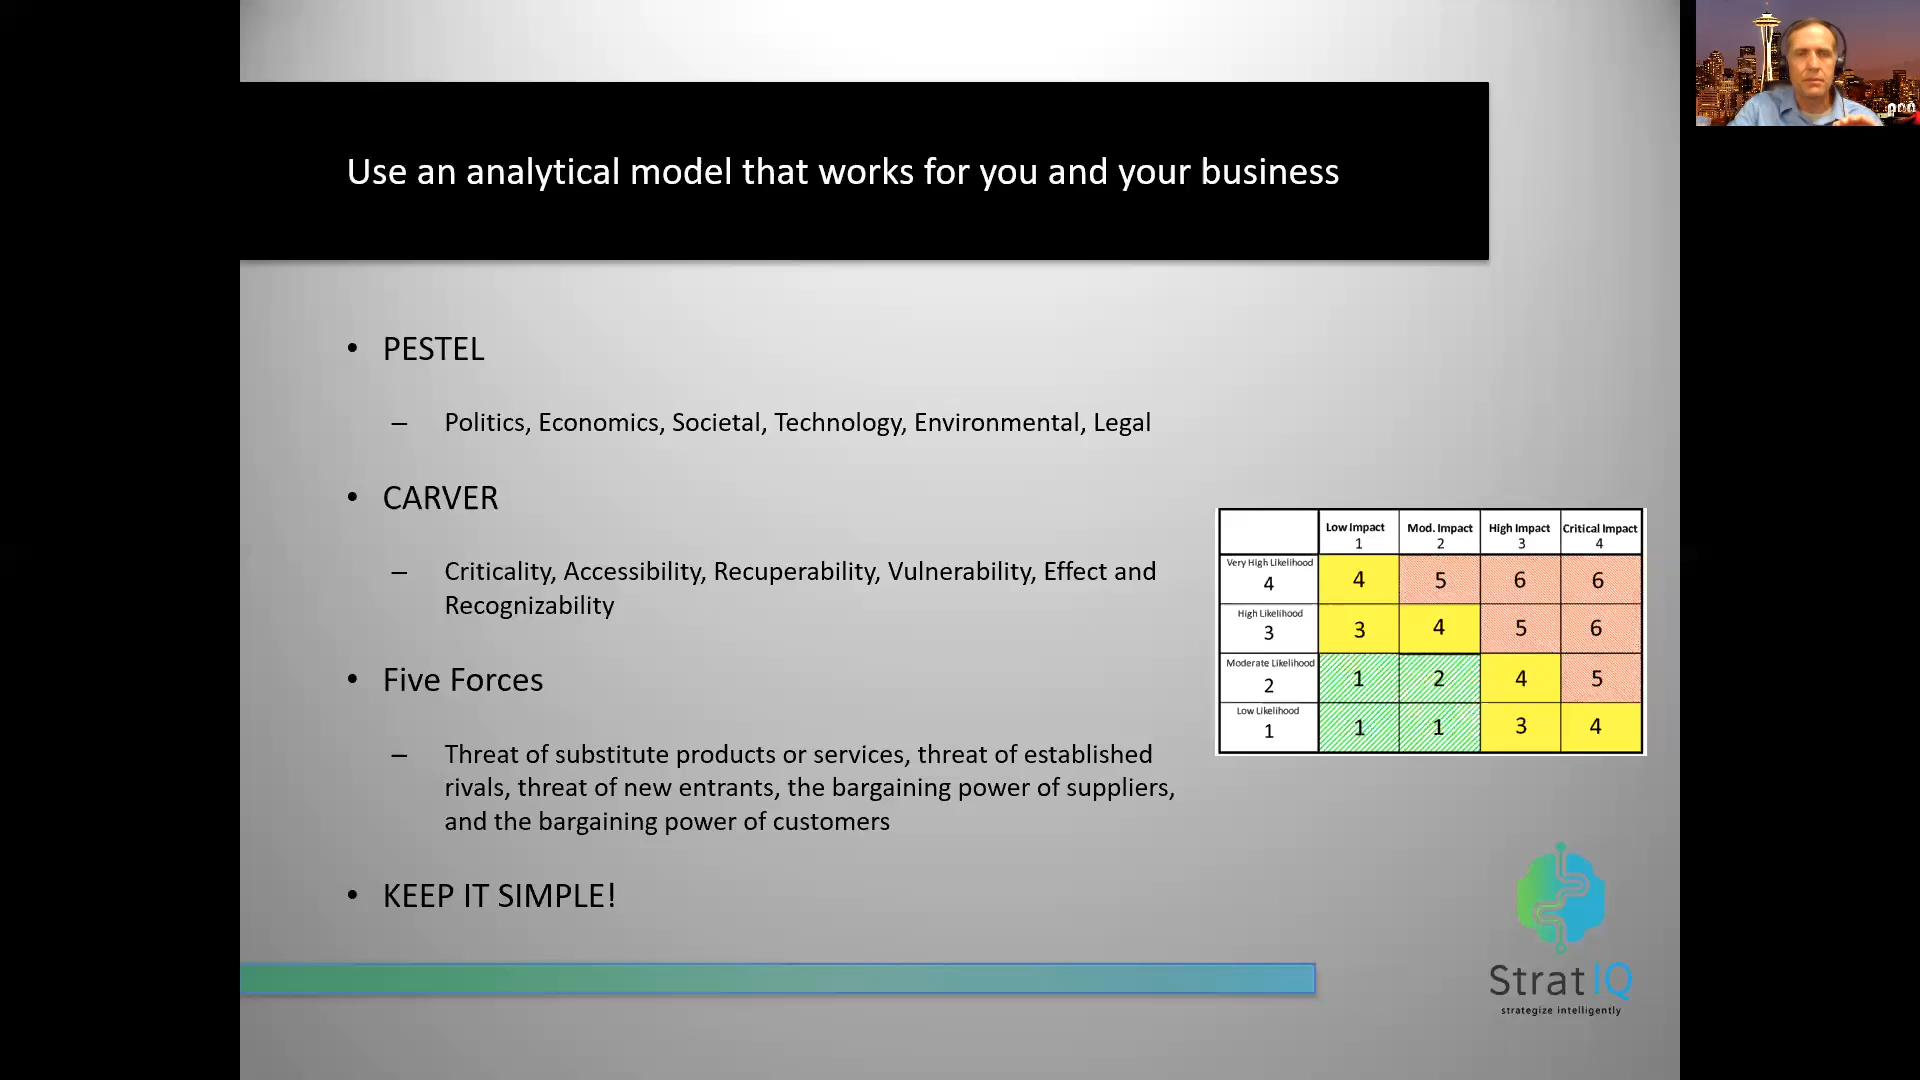 Use an analytical model that works for you and your business
• PESTEL
– Politics, Economics, Societal, Technology, Environmental, Legal
• CARVER
– Criticality, Accessibility, Recuperability, Vulnerability, Effect and
Recognizability
• Five Forces
– Threat of substitute products or services, threat of established
rivals, threat of new entrants, the bargaining power of suppliers,
and the bargaining power of customers
• KEEP IT SIMPLE!
Low Impact Mod. Impact High Impact Critical Impact
1 2 3 4
Very High Likelihood
4 4 5 6 6
High Likelihood
3 3 4 5 6
Moderate Likelihood
2 1 2 4 5
Low Likelihood
1 1 1 3 4
StratIQ
strategize intelligently